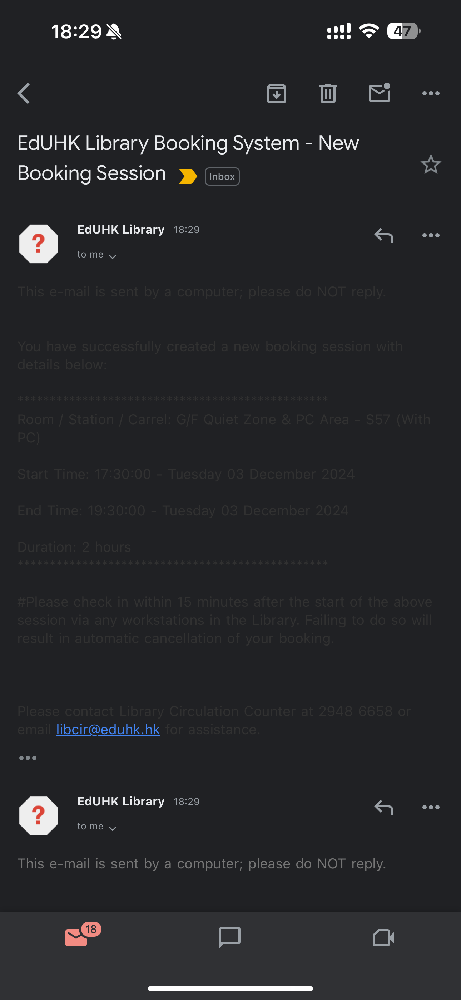 18:29
47
EdUHK Library Booking System - New
Booking Session
Inbox
EdUHK Library 18:29
to me
This e-mail is sent by a computer; please do NOT reply.
You have successfully created a new booking session with
details below:
************************************************
Room / Station / Carrel: G/F Quiet Zone & PC Area - S57 (With
PC)
Start Time: 17:30:00 - Tuesday 03 December 2024
End Time: 19:30:00 - Tuesday 03 December 2024
Duration: 2 hours
************************************************
#Please check in within 15 minutes after the start of the above
session via any workstations in the Library. Failing to do so will
result in automatic cancellation of your booking.
Please contact Library Circulation Counter at 2948 6658 or
email libcir@eduhk.hk for assistance.
EdUHK Library 18:29
to me
This e-mail is sent by a computer; please do NOT reply.
18